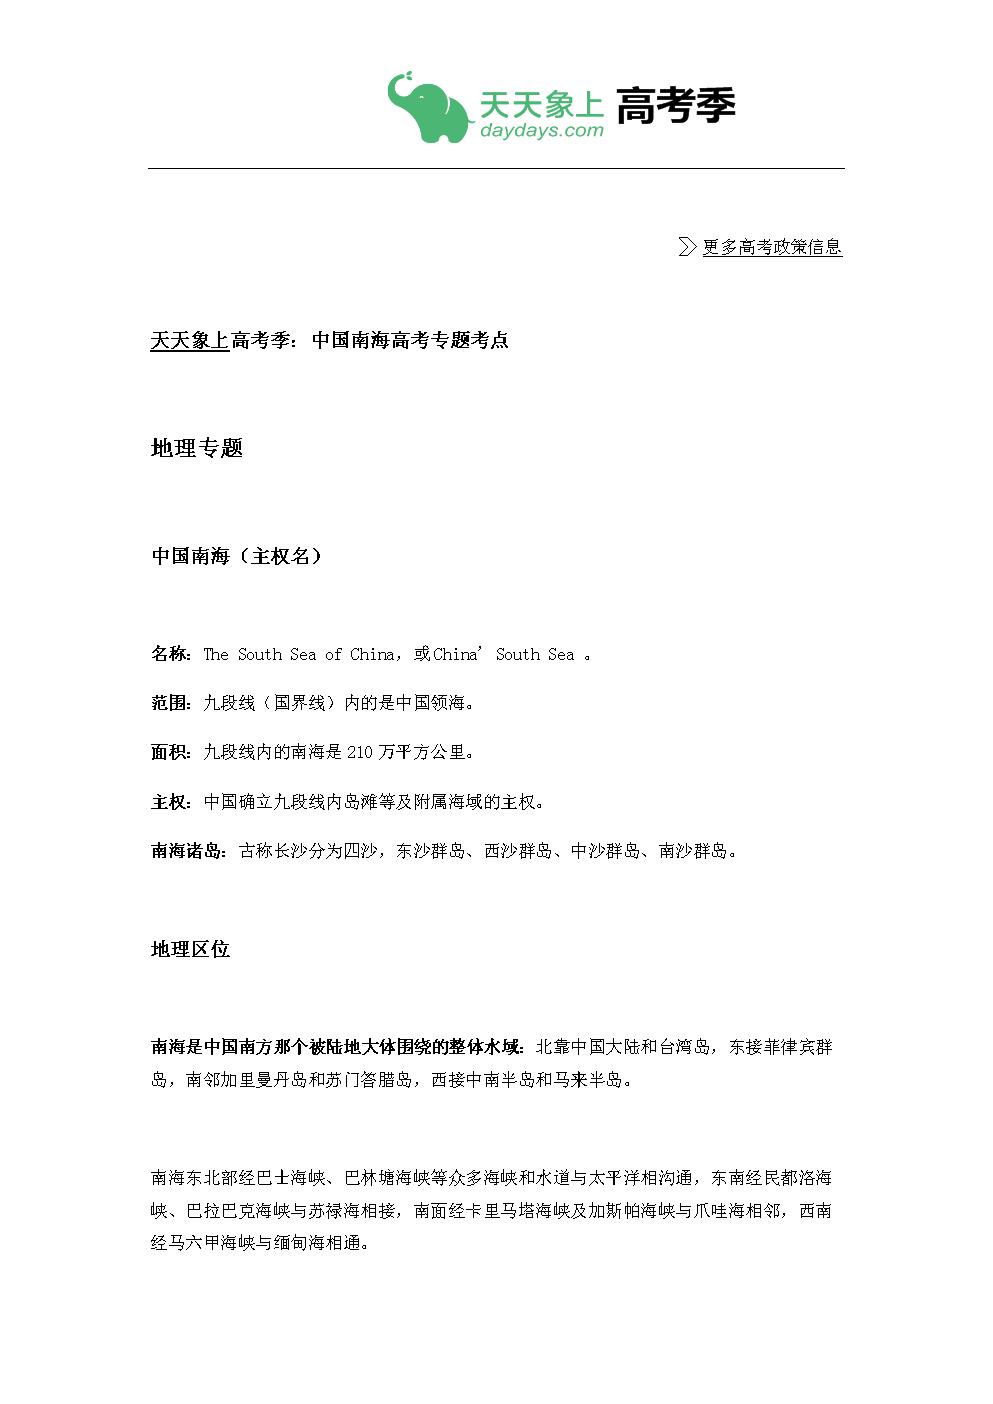 天天象上 高考季
daydays.com
更多高考政策信息
天天象上高考季：中国南海高考专题考点
地理专题
中国南海（主权名）
名称：The South Sea of China，或China’ South Sea 。
范围：九段线（国界线）内的是中国领海。
面积：九段线内的南海是 210 万平方公里。
主权：中国确立九段线内岛滩等及附属海域的主权。
南海诸岛：古称长沙分为四沙，东沙群岛、西沙群岛、中沙群岛、南沙群岛。
地理区位
南海是中国南方那个被陆地大体围绕的整体水域：北靠中国大陆和台湾岛，东接菲律宾群
岛，南邻加里曼丹岛和苏门答腊岛，西接中南半岛和马来半岛。
南海东北部经巴士海峡、巴林塘海峡等众多海峡和水道与太平洋相沟通，东南经民都洛海
峡、巴拉巴克海峡与苏禄海相接，南面经卡里马塔海峡及加斯帕海峡与爪哇海相邻，西南
经马六甲海峡与缅甸海相通。